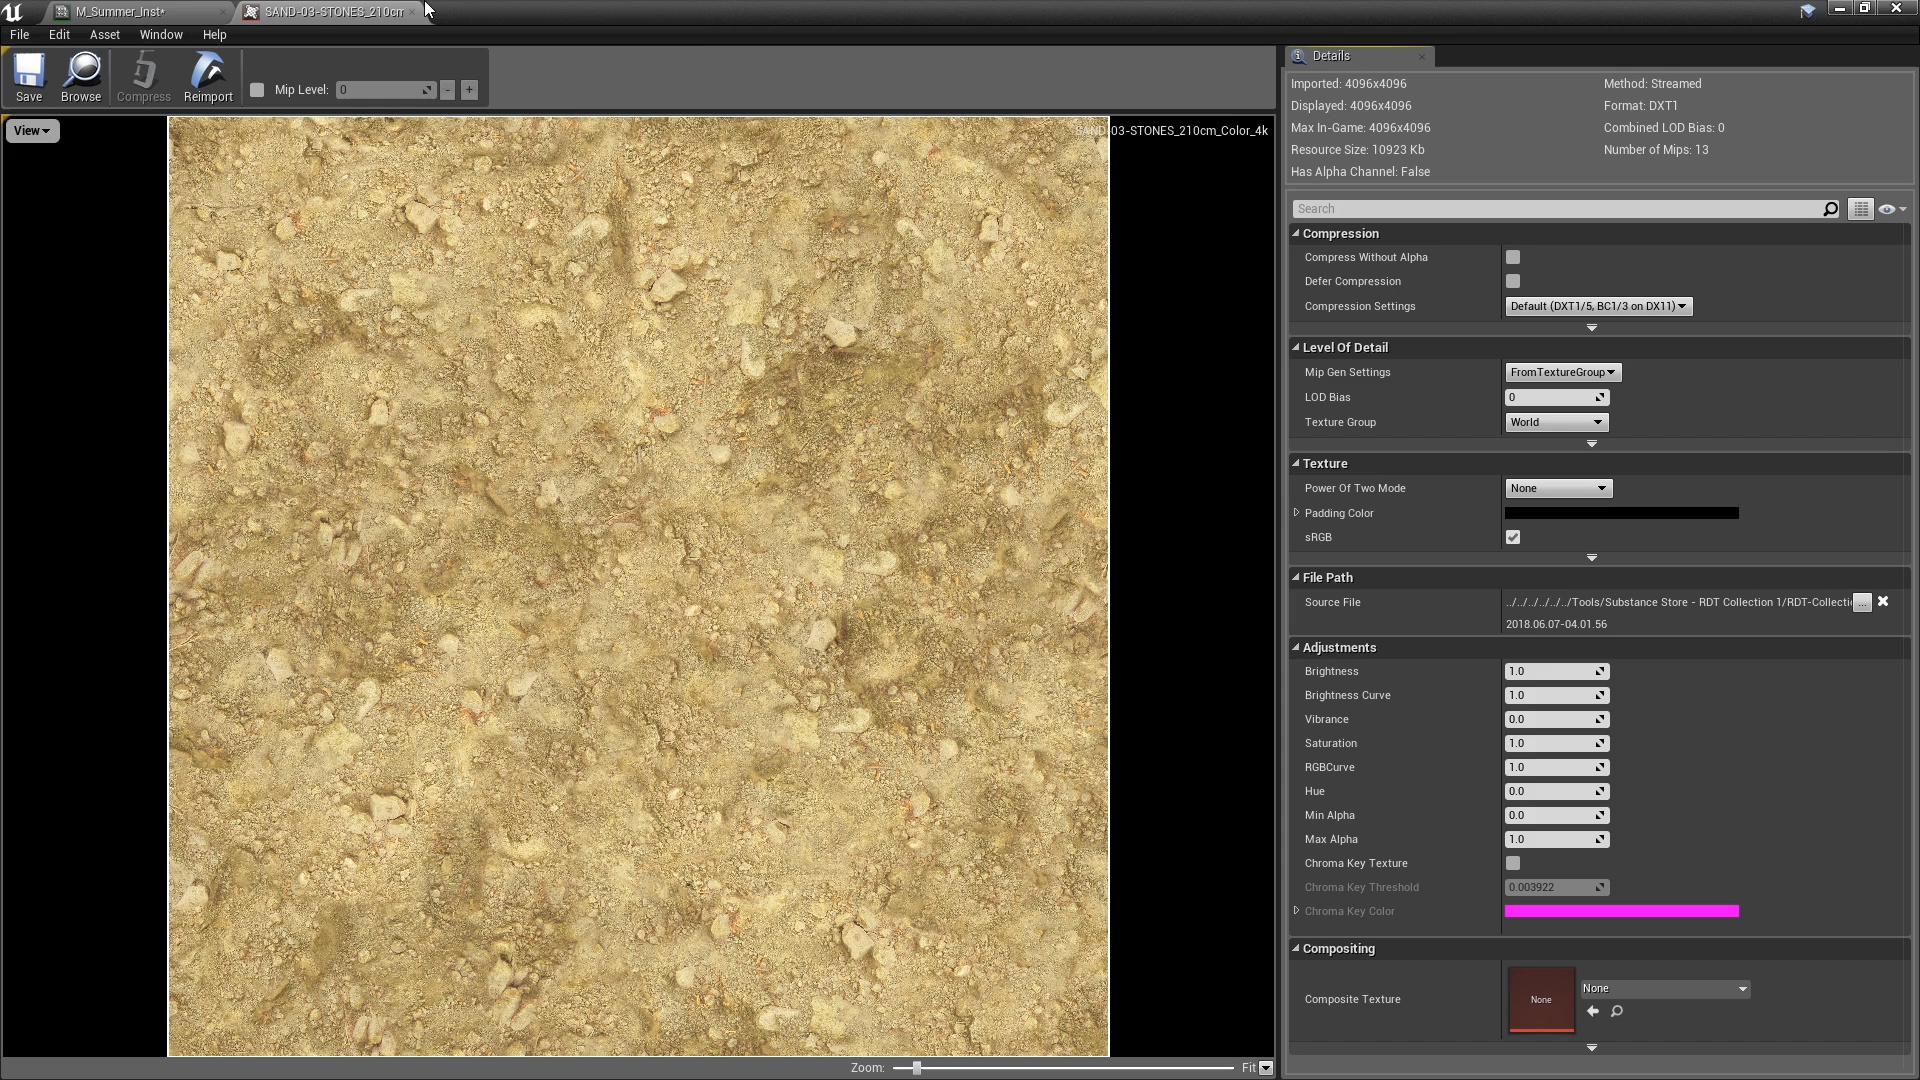 M_Summer_Inst*
SAND-03-STONES_210cm
File Edit Asset Window Help
Save Browse Compress Reimport Mip Level: 0 - +
View
SAND-03-STONES_210cm_Color_4k
Zoom: Fit
Details
Imported: 4096x4096 Method: Streamed
Displayed: 4096x4096 Format: DXT1
Max In-Game: 4096x4096 Combined LOD Bias: 0
Resource Size: 10923 Kb Number of Mips: 13
Has Alpha Channel: False
Search
Compression
Compress Without Alpha
Defer Compression
Compression Settings Default (DXT1/5, BC1/3 on DX11)
Level Of Detail
Mip Gen Settings FromTextureGroup
LOD Bias 0
Texture Group World
Texture
Power Of Two Mode None
Padding Color
sRGB
File Path
Source File ../../../../../../Tools/Substance Store - RDT Collection 1/RDT-Collecti ...
2018.06.07-04.01.56
Adjustments
Brightness 1.0
Brightness Curve 1.0
Vibrance 0.0
Saturation 1.0
RGBCurve 1.0
Hue 0.0
Min Alpha 0.0
Max Alpha 1.0
Chroma Key Texture
Chroma Key Threshold 0.003922
Chroma Key Color
Compositing
Composite Texture None None